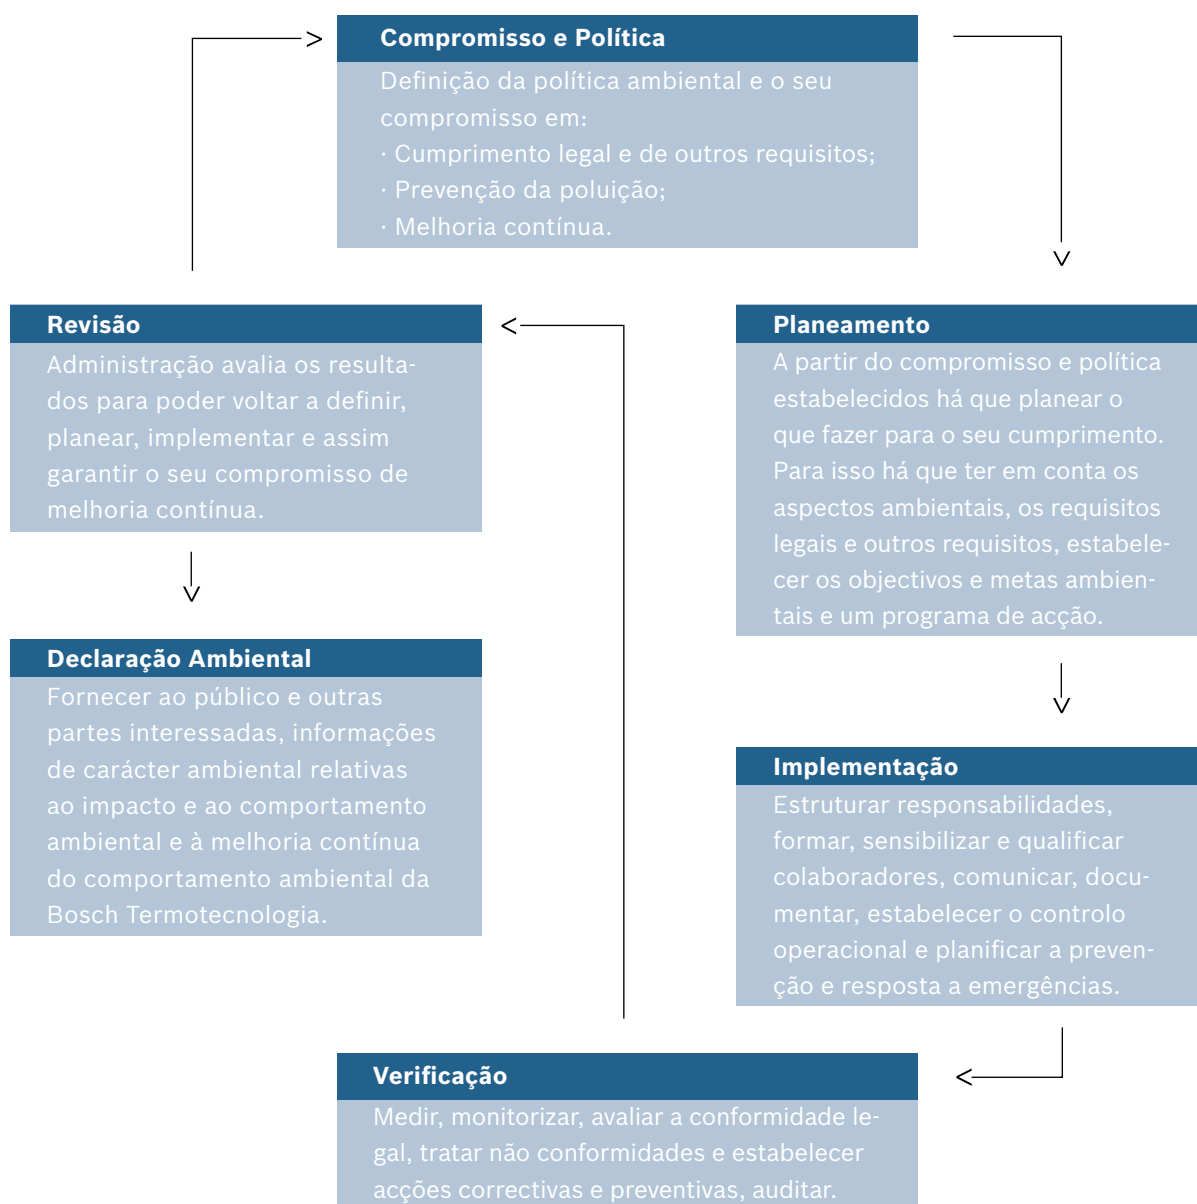 Compromisso e Política
Definição da política ambiental e o seu
compromisso em:
· Cumprimento legal e de outros requisitos;
· Prevenção da poluição;
· Melhoria contínua.
Revisão
Administração avalia os resulta-
dos para poder voltar a definir,
planear, implementar e assim
garantir o seu compromisso de
melhoria contínua.
Planeamento
A partir do compromisso e política
estabelecidos há que planear o
que fazer para o seu cumprimento.
Para isso há que ter em conta os
aspectos ambientais, os requisitos
legais e outros requisitos, estabele-
cer os objectivos e metas ambien-
tais e um programa de acção.
Declaração Ambiental
Fornecer ao público e outras
partes interessadas, informações
de carácter ambiental relativas
ao impacto e ao comportamento
ambiental e à melhoria contínua
do comportamento ambiental da
Bosch Termotecnologia.
Implementação
Estruturar responsabilidades,
formar, sensibilizar e qualificar
colaboradores, comunicar, docu-
mentar, estabelecer o controlo
operacional e planificar a preven-
ção e resposta a emergências.
Verificação
Medir, monitorizar, avaliar a conformidade le-
gal, tratar não conformidades e estabelecer
acções correctivas e preventivas, auditar.